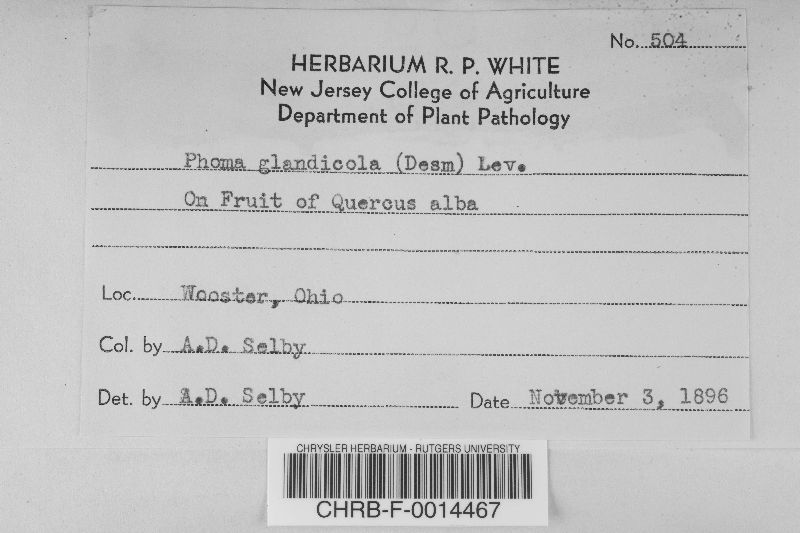 No. 504
HERBARIUM R. P. WHITE
New Jersey College of Agriculture
Department of Plant Pathology
Phoma glandicola (Desm) Lev.
On Fruit of Quercus alba
Loc. Wooster, Ohio
Col. by A.D. Selby
Det. by A.D. Selby Date November 3, 1896
CHRYSLER HERBARIUM - RUTGERS UNIVERSITY
CHRB-F-0014467